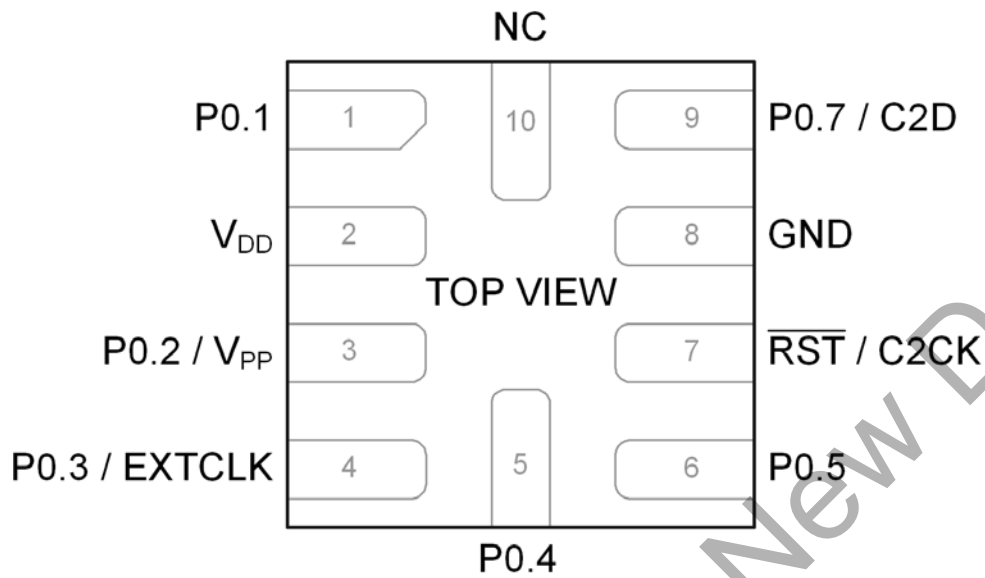 NC
P0.1 1 10 9 P0.7 / C2D
VDD 2 8 GND
TOP VIEW
P0.2 / VPP 3 7 RST / C2CK
P0.3 / EXTCLK 4 5 6 P0.5
P0.4
New